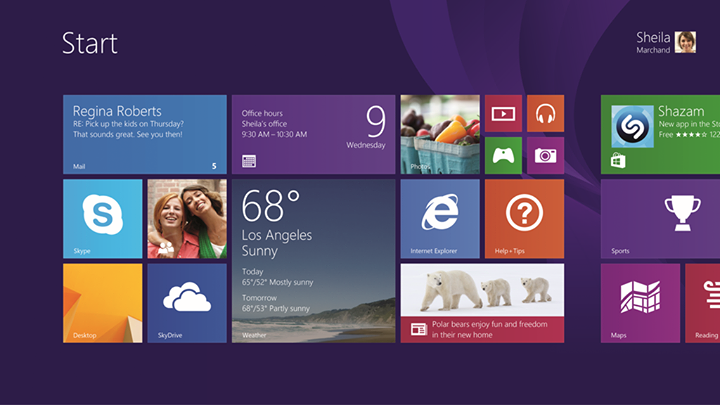 Start
Sheila
Marchand
Regina Roberts
RE: Pick up the kids on Thursday?
That sounds great. See you then!
Mail
5
Office hours
Sheila's office
9:30 AM – 10:30 AM
9
Wednesday
Photos
Shazam
New app in the Sto
Free ★★★★☆ 122
Skype
68°
Los Angeles
Sunny
Today
65°/52° Mostly sunny
Tomorrow
68°/53° Partly sunny
Weather
Internet Explorer
Help+Tips
Sports
Desktop
SkyDrive
Polar bears enjoy fun and freedom
in their new home
Maps
Reading